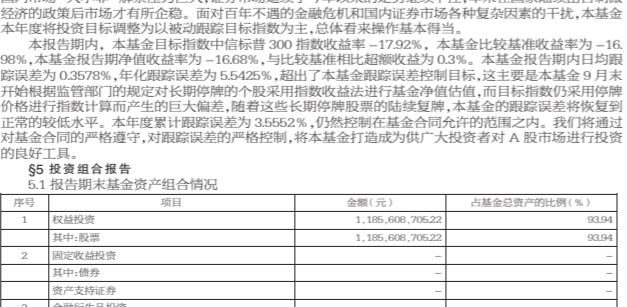 经济的政策后市场才有所企稳。面对百年不遇的金融危机和国内证券市场各种复杂因素的干扰,本基金
本年度将投资目标调整为以被动跟踪目标指数为主,总体看来操作基本得当。
本报告期内，本基金目标指数中信标普 300 指数收益率 -17.92%，本基金比较基准收益率为 -16.
98%,本基金报告期净值收益率为 -16.68%,与比较基准相比超额收益为 0.3%。本基金报告期内日均跟
踪误差为 0.3578%,年化跟踪误差为 5.5425%,超出了本基金跟踪误差控制目标,这主要是本基金 9 月末
开始根据监管部门的规定对长期停牌的个股采用指数收益法进行基金净值估值,而目标指数仍采用停牌
价格进行指数计算而产生的巨大偏差,随着这些长期停牌股票的陆续复牌,本基金的跟踪误差将恢复到
正常的较低水平。本年度累计跟踪误差为 3.5552%,仍然控制在基金合同允许的范围之内。我们将通过
对基金合同的严格遵守,对跟踪误差的严格控制,将本基金打造成为供广大投资者对 A 股市场进行投资
的良好工具。
§5 投资组合报告
5.1 报告期末基金资产组合情况
序号 项目 金额(元) 占基金总资产的比例(%)
1 权益投资 1,185,608,705.22 93.94
其中:股票 1,185,608,705.22 93.94
2 固定收益投资 - -
其中:债券 - -
资产支持证券 - -